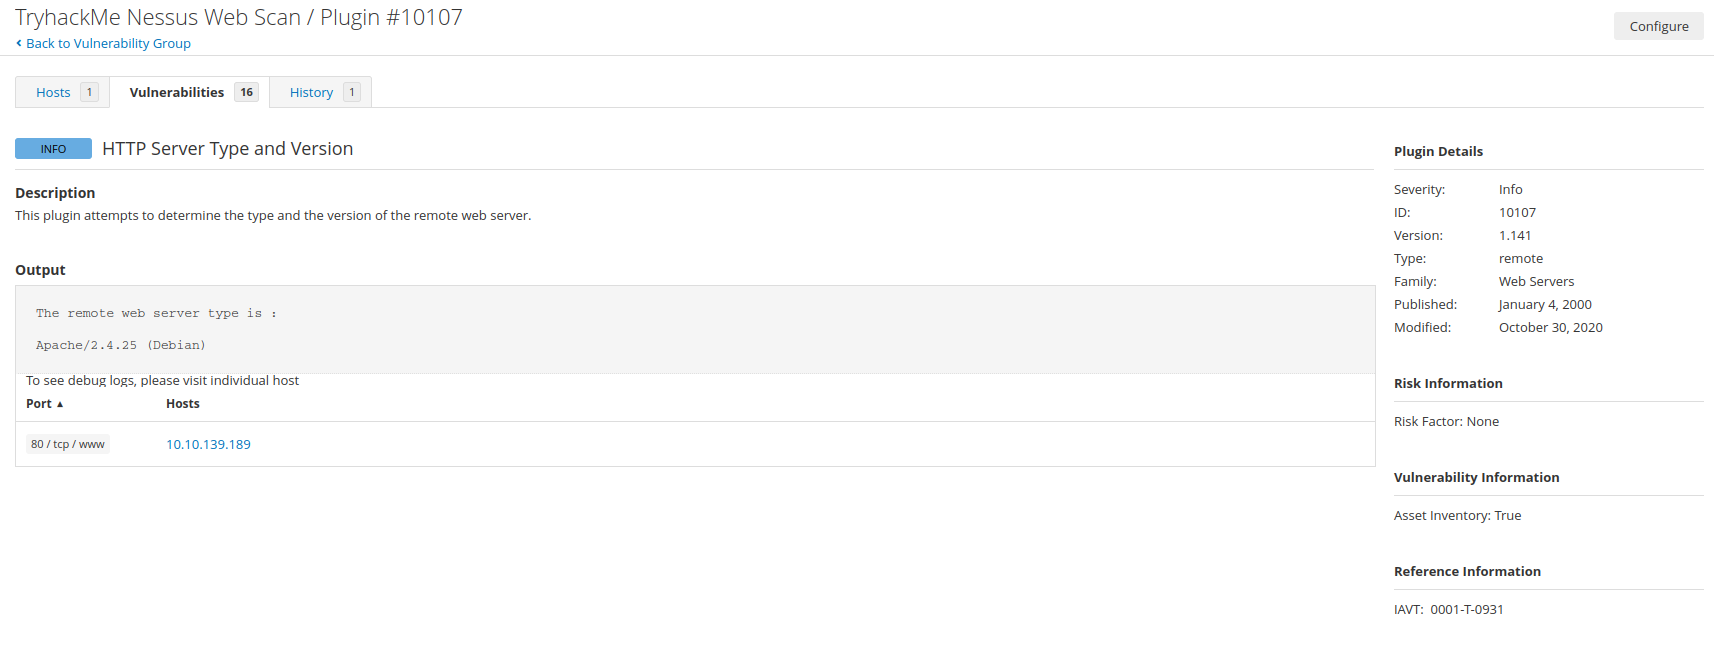 TryhackMe Nessus Web Scan / Plugin #10107
Configure
‹ Back to Vulnerability Group
Hosts 1 Vulnerabilities 16 History 1
INFO HTTP Server Type and Version
Description
This plugin attempts to determine the type and the version of the remote web server.
Output
The remote web server type is :
Apache/2.4.25 (Debian)
To see debug logs, please visit individual host
Port ▲ Hosts
80 / tcp / www 10.10.139.189
Plugin Details
Severity: Info
ID: 10107
Version: 1.141
Type: remote
Family: Web Servers
Published: January 4, 2000
Modified: October 30, 2020
Risk Information
Risk Factor: None
Vulnerability Information
Asset Inventory: True
Reference Information
IAVT: 0001-T-0931